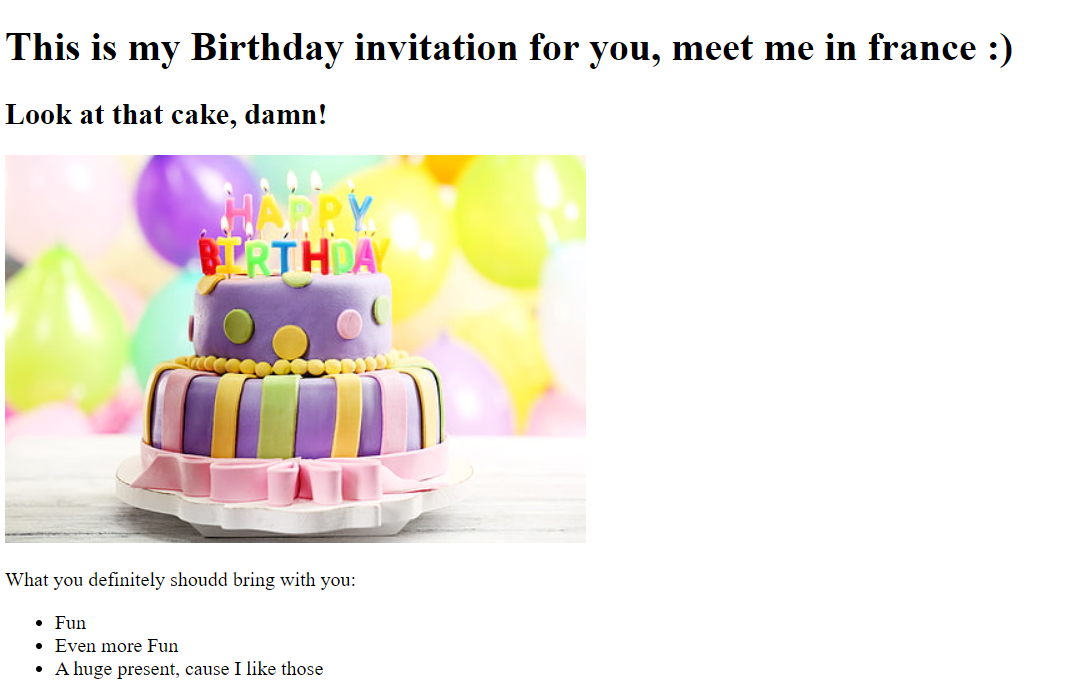 This is my Birthday invitation for you, meet me in france :)
Look at that cake, damn!
HAPPY
BIRTHDAY
What you definitely shoudd bring with you:
Fun
Even more Fun
A huge present, cause I like those